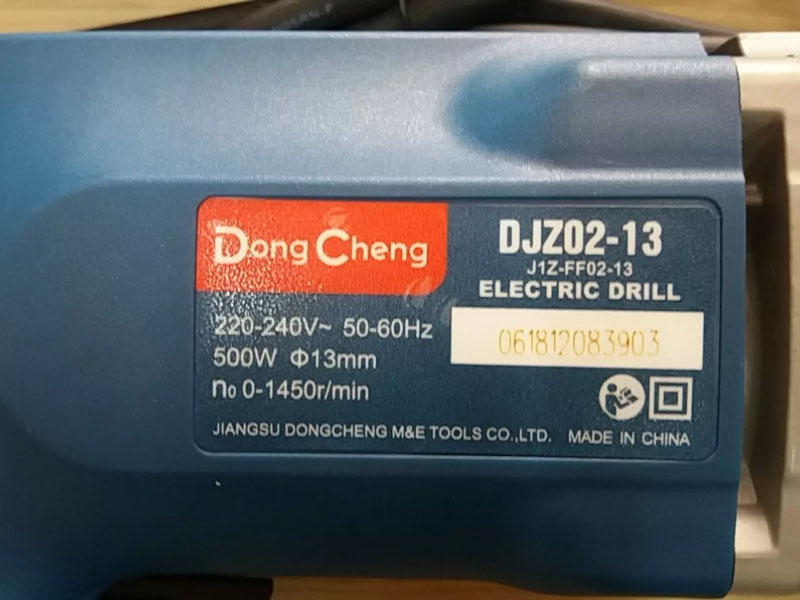 Dong Cheng
DJZ02-13
J1Z-FF02-13
ELECTRIC DRILL
220-240V~ 50-60Hz
500W Φ13mm
n₀ 0-1450r/min
061812083903
JIANGSU DONGCHENG M&E TOOLS CO.,LTD. MADE IN CHINA